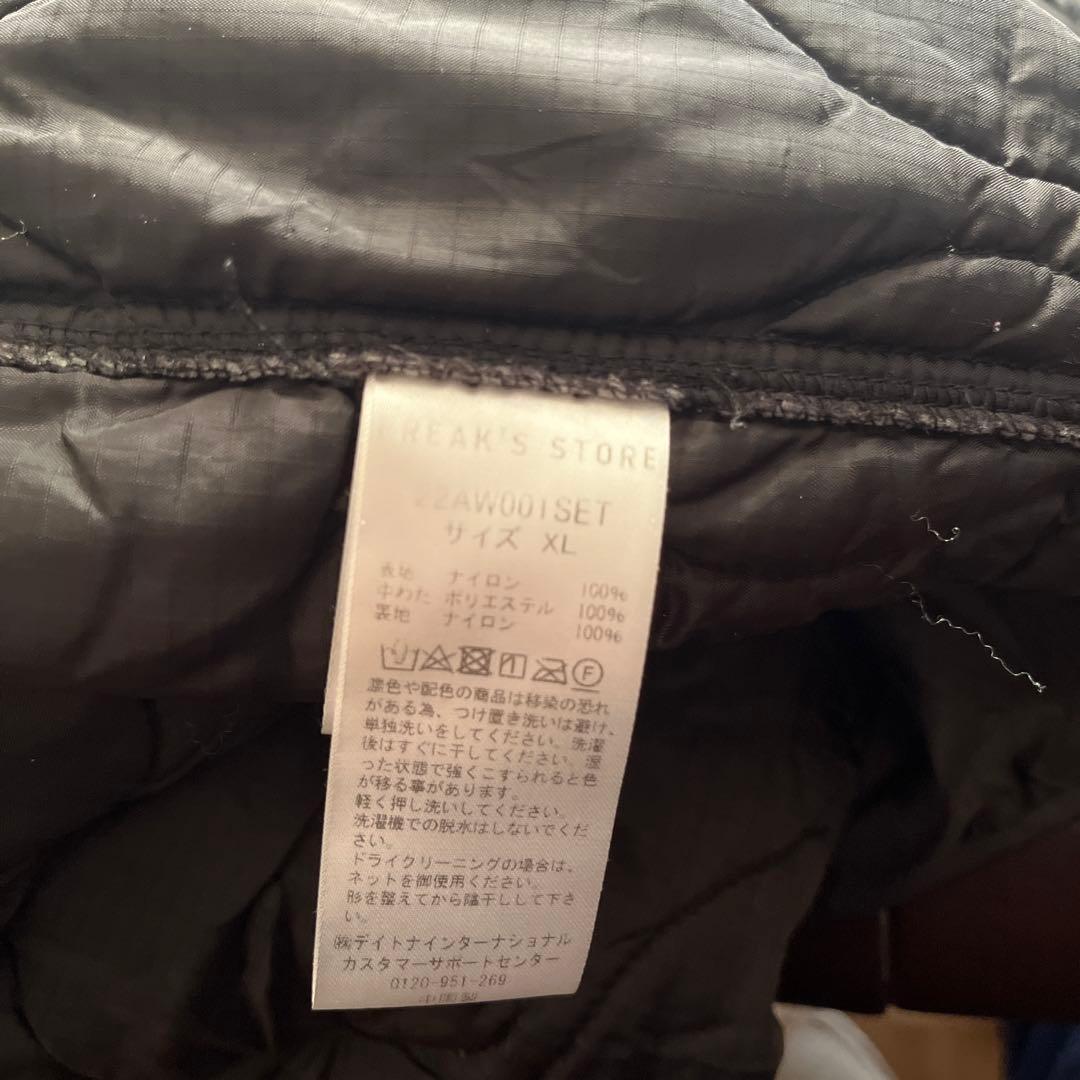 FREAK'S STORE
22AW001SET
サイズ XL
表地 ナイロン 100%
中わた ポリエステル 100%
裏地 ナイロン 100%
F
濃色や配色の商品は移染の恐れ
がある為、つけ置き洗いは避け、
単独洗いをしてください。洗濯
後はすぐに干してください。湿
った状態で強くこすられると色
が移る事があります。
軽く押し洗いしてください。
洗濯機での脱水はしないでくだ
さい。
ドライクリーニングの場合は、
ネットを御使用ください。
形を整えてから陰干しして下さ
い。
㈱デイトナインターナショナル
カスタマーサポートセンター
0120-951-269
中国製